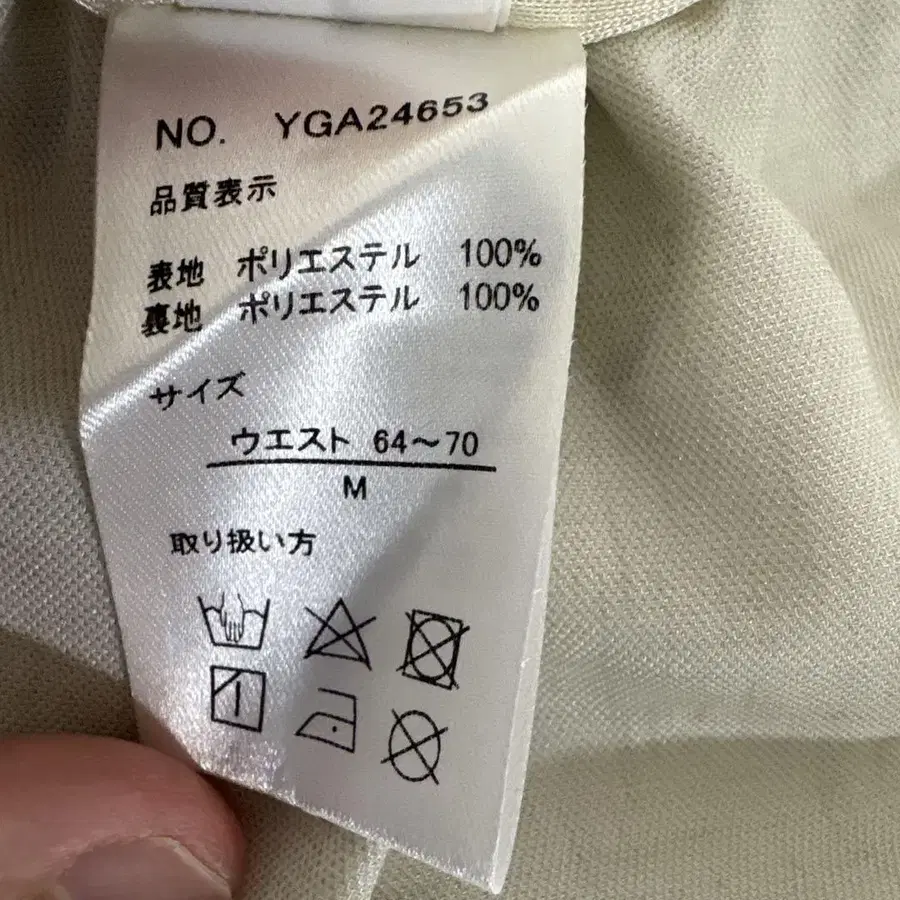 NO. YGA24653
品質表示
表地 ポリエステル 100%
裏地 ポリエステル 100%
サイズ
ウエスト 64～70
M
取り扱い方